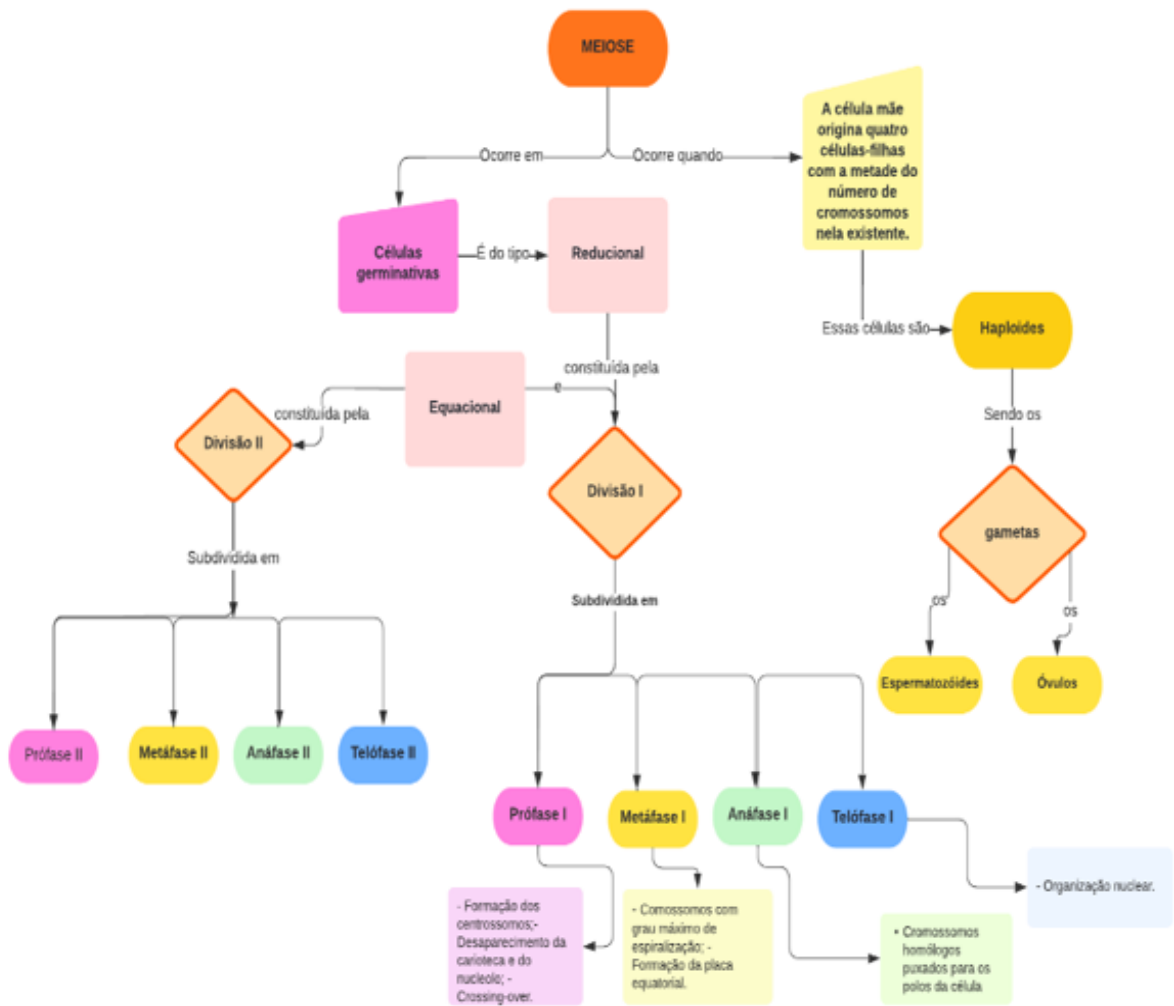 MEIOSE
A célula mãe
origina quatro
células-filhas
com a metade do
número de
cromossomos
nela existente.
Ocorre em
Ocorre quando
Células
germinativas
É do tipo
Reducional
Essas células são
Haploides
constituída pela
e
Equacional
constituída pela
Divisão II
Sendo os
Divisão I
gametas
Subdividida em
Subdividida em
os
os
Espermatozóides
Óvulos
Prófase II
Metáfase II
Anáfase II
Telófase II
Prófase I
Metáfase I
Anáfase I
Telófase I
- Organização nuclear.
- Formação dos
centrossomos;-
Desaparecimento da
carioteca e do
nucleolo; -
Crossing-over.
- Comossomos com
grau máximo de
espiralização; -
Formação da placa
equatorial.
• Cromossomos
homólogos
puxados para os
polos da célula